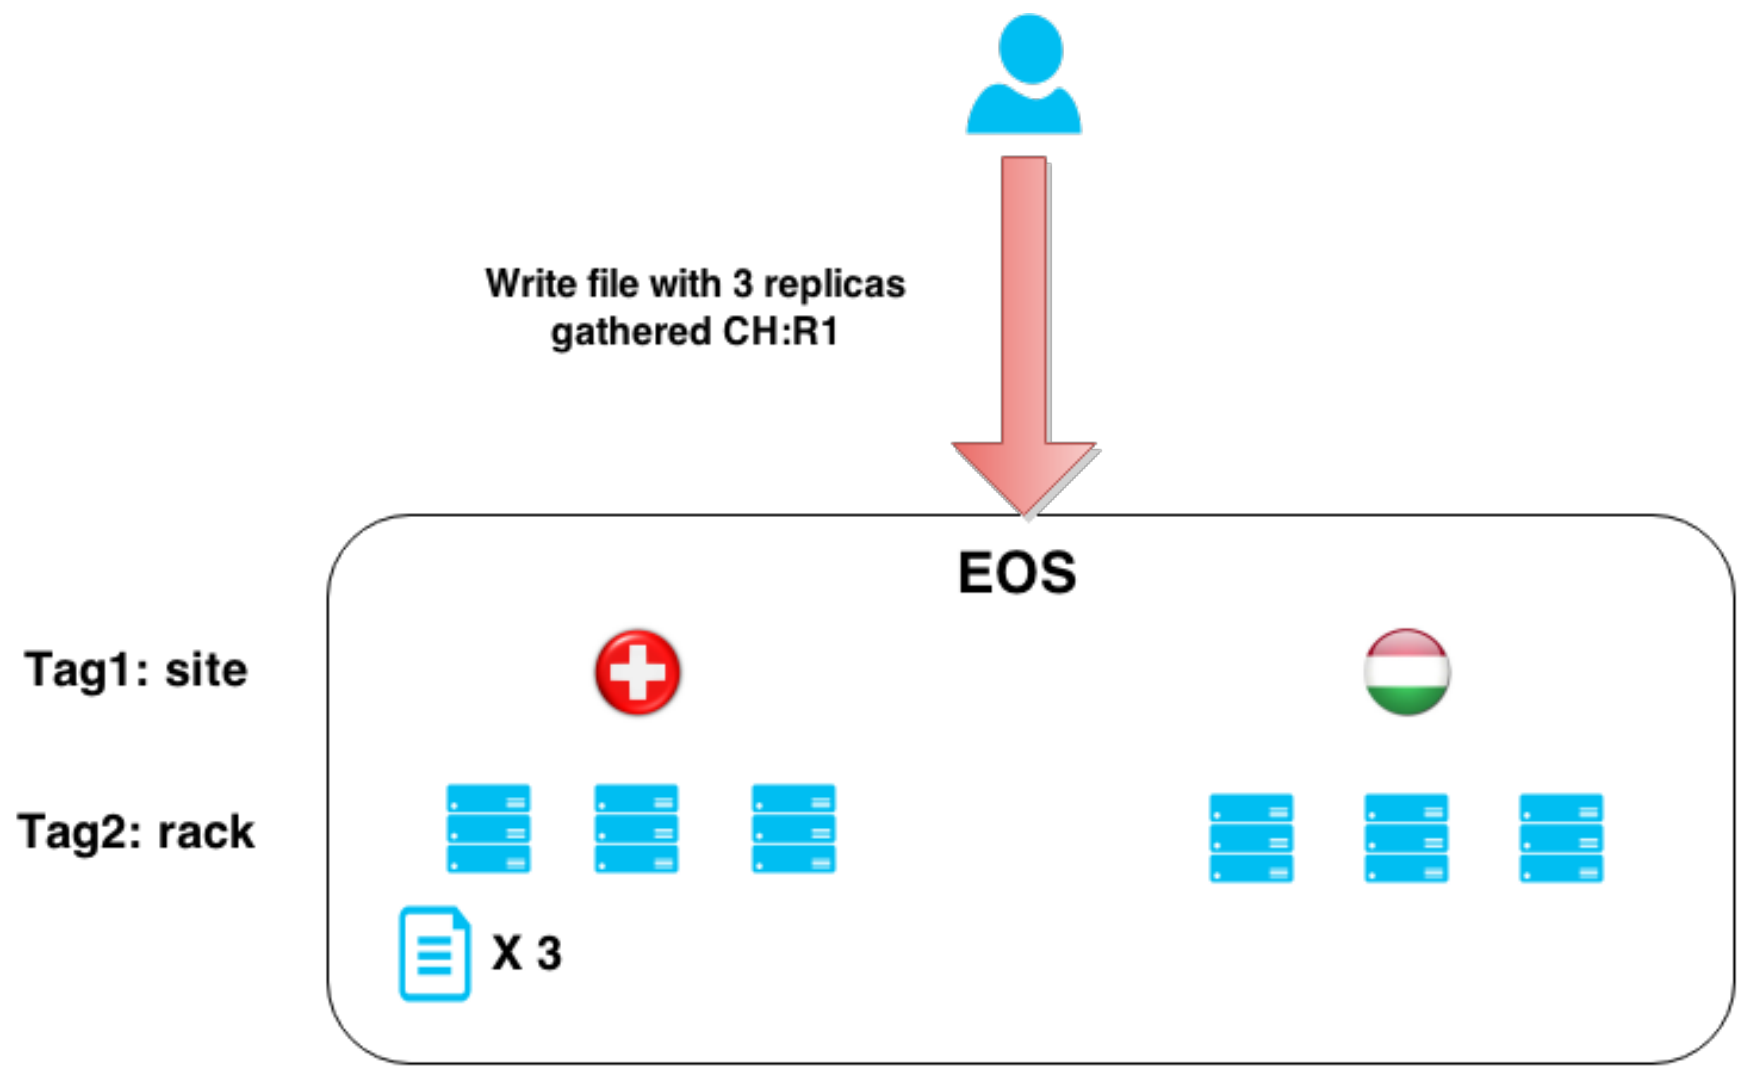 Write file with 3 replicas
gathered CH:R1
EOS
Tag1: site
Tag2: rack
X 3